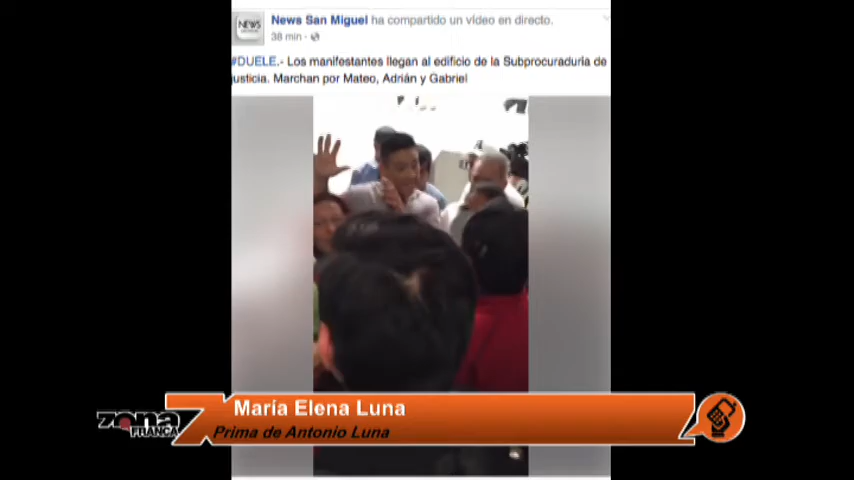 NEWS
News San Miguel ha compartido un vídeo en directo.
38 min ·
#DUELE.- Los manifestantes llegan al edificio de la Subprocuraduría de
justicia. Marchan por Mateo, Adrián y Gabriel
María Elena Luna
zona
FRANCA
Prima de Antonio Luna